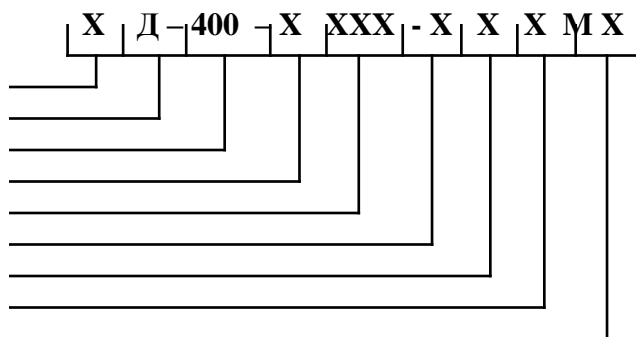 Х Д – 400 – Х ХХХ - Х Х Х М Х